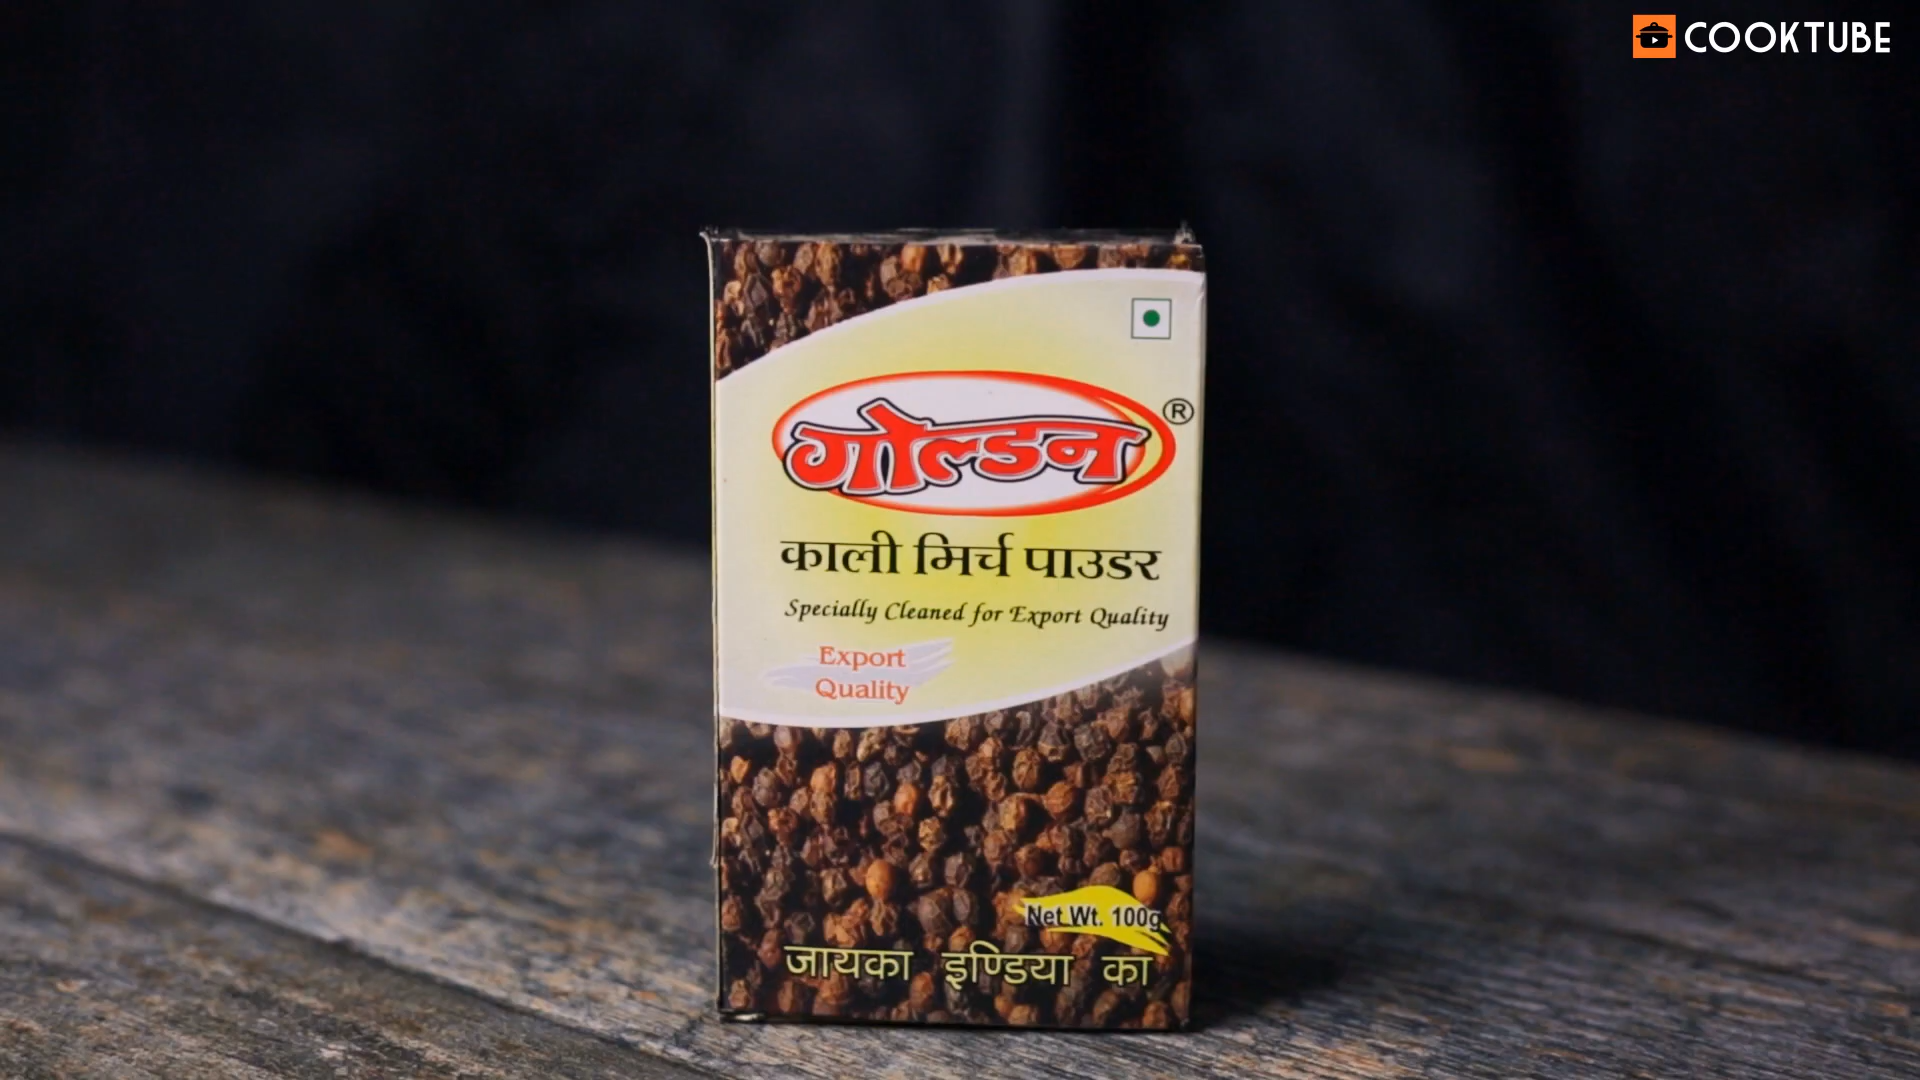 COOKTUBE
गोल्डन ®
काली मिर्च पाउडर
Specially Cleaned for Export Quality
Export
Quality
Net Wt. 100g
जायका इण्डिया का